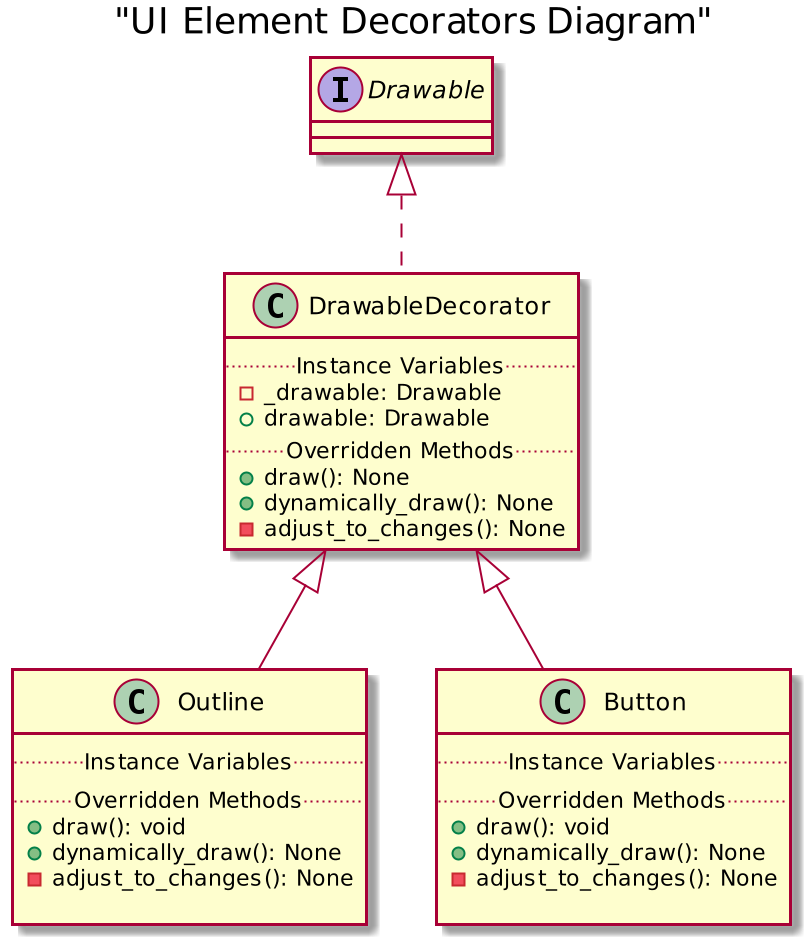 "UI Element Decorators Diagram"
I Drawable
C DrawableDecorator
Instance Variables
_drawable: Drawable
drawable: Drawable
Overridden Methods
draw(): None
dynamically_draw(): None
adjust_to_changes(): None
C Outline
Instance Variables
Overridden Methods
draw(): void
dynamically_draw(): None
adjust_to_changes(): None
C Button
Instance Variables
Overridden Methods
draw(): void
dynamically_draw(): None
adjust_to_changes(): None